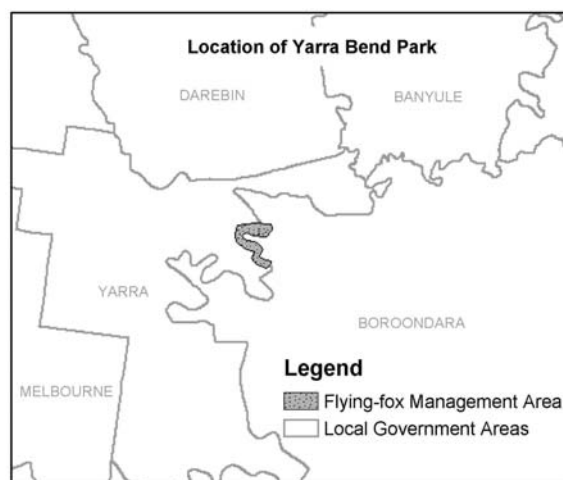 Location of Yarra Bend Park
DAREBIN
BANYULE
YARRA
BOROONDARA
Legend
MELBOURNE
Flying-fox Management Area
Local Government Areas